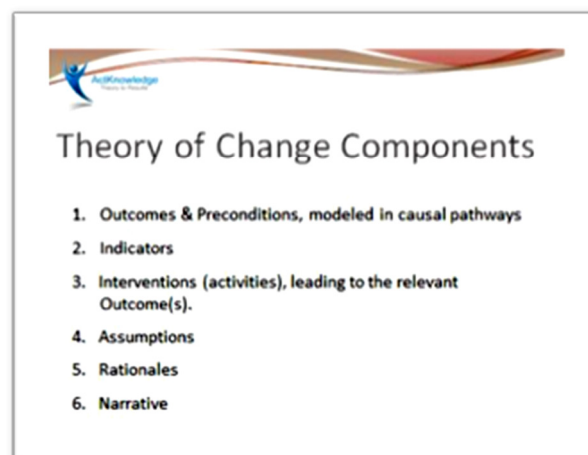 ActKnowledge
Theory of Change Components
1. Outcomes & Preconditions, modeled in causal pathways
2. Indicators
3. Interventions (activities), leading to the relevant
Outcome(s).
4. Assumptions
5. Rationales
6. Narrative